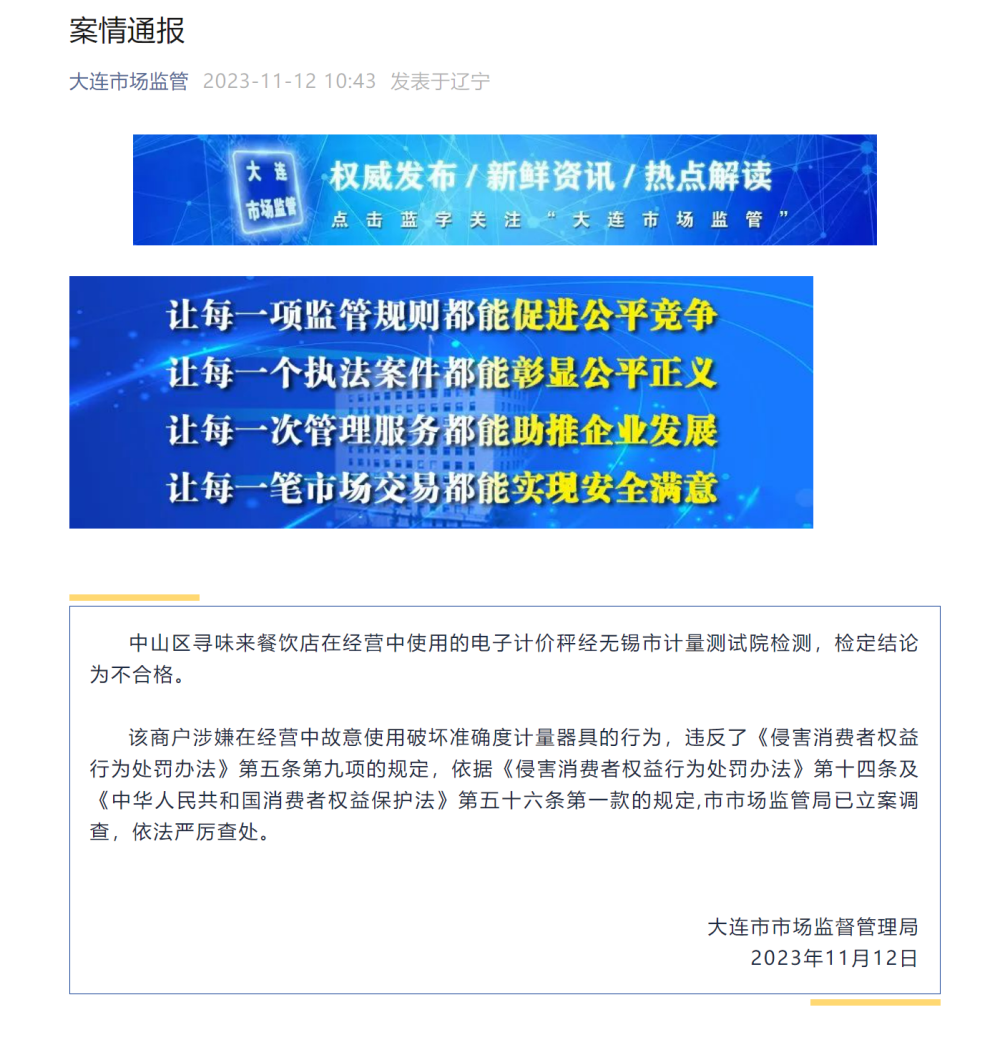 案情通报
大连市场监管 2023-11-12 10:43 发表于辽宁
大连
市场监管
权威发布/新鲜资讯/热点解读
点击蓝字关注“大连市场监管”
让每一项监管规则都能促进公平竞争
让每一个执法案件都能彰显公平正义
让每一次管理服务都能助推企业发展
让每一笔市场交易都能实现安全满意
中山区寻味来餐饮店在经营中使用的电子计价秤经无锡市计量测试院检测，检定结论
为不合格。
该商户涉嫌在经营中故意使用破坏准确度计量器具的行为，违反了《侵害消费者权益
行为处罚办法》第五条第九项的规定，依据《侵害消费者权益行为处罚办法》第十四条及
《中华人民共和国消费者权益保护法》第五十六条第一款的规定,市市场监管局已立案调
查，依法严厉查处。
大连市市场监督管理局
2023年11月12日